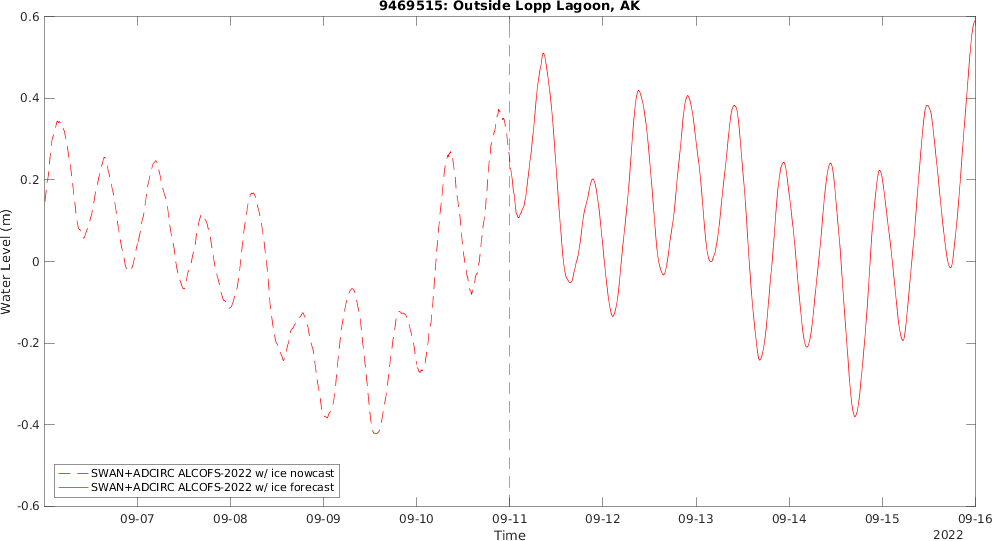 9469515: Outside Lopp Lagoon, AK
0.6
0.4
0.2
0
-0.2
-0.4
-0.6
Water Level (m)
SWAN+ADCIRC ALCOFS-2022 w/ ice nowcast
SWAN+ADCIRC ALCOFS-2022 w/ ice forecast
09-07 09-08 09-09 09-10 09-11 09-12 09-13 09-14 09-15 09-16
Time
2022